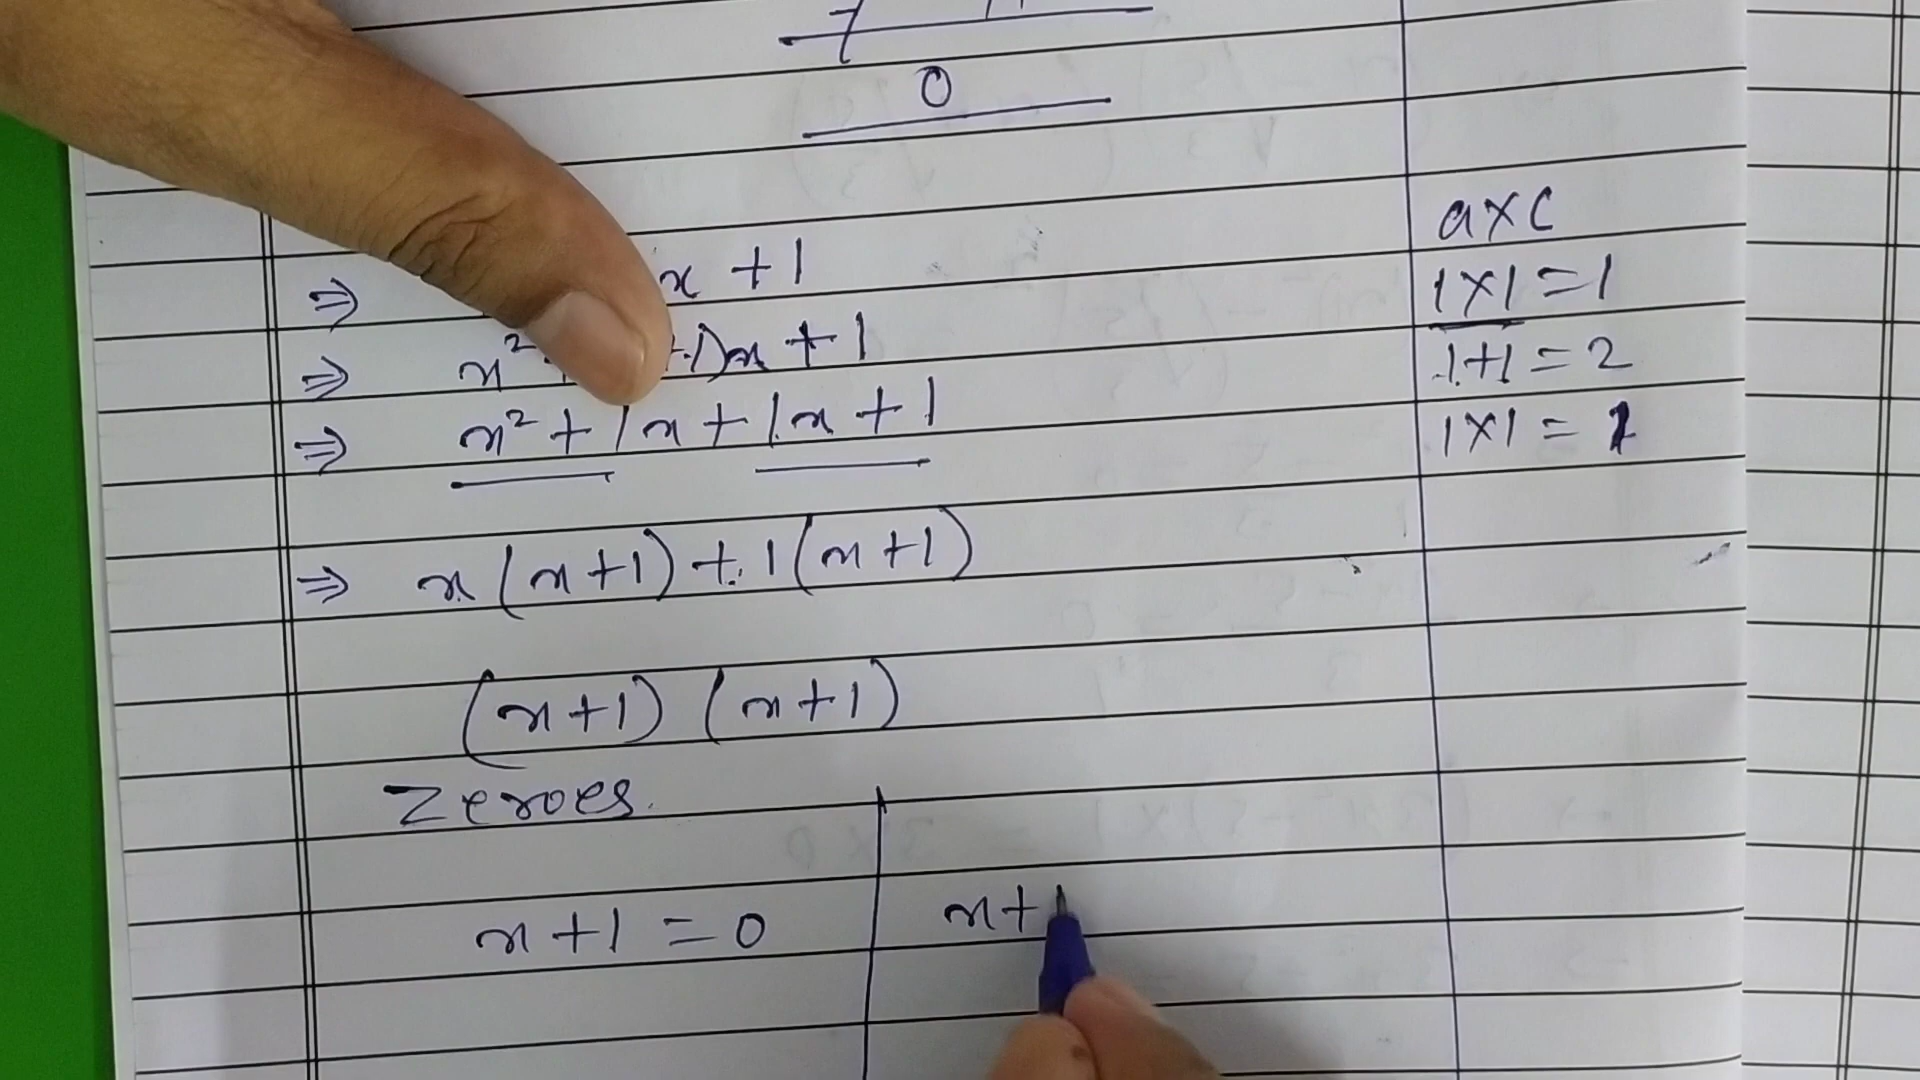 0
⇒ x + 1
⇒ x² +1)x + 1
⇒ x² + 1x + 1x + 1
⇒ x(x+1) + 1(x+1)
(x+1) (x+1)
Zeroes.
x+1 = 0
x+
a×c
1×1 = 1
1+1 = 2
1×1 = 1